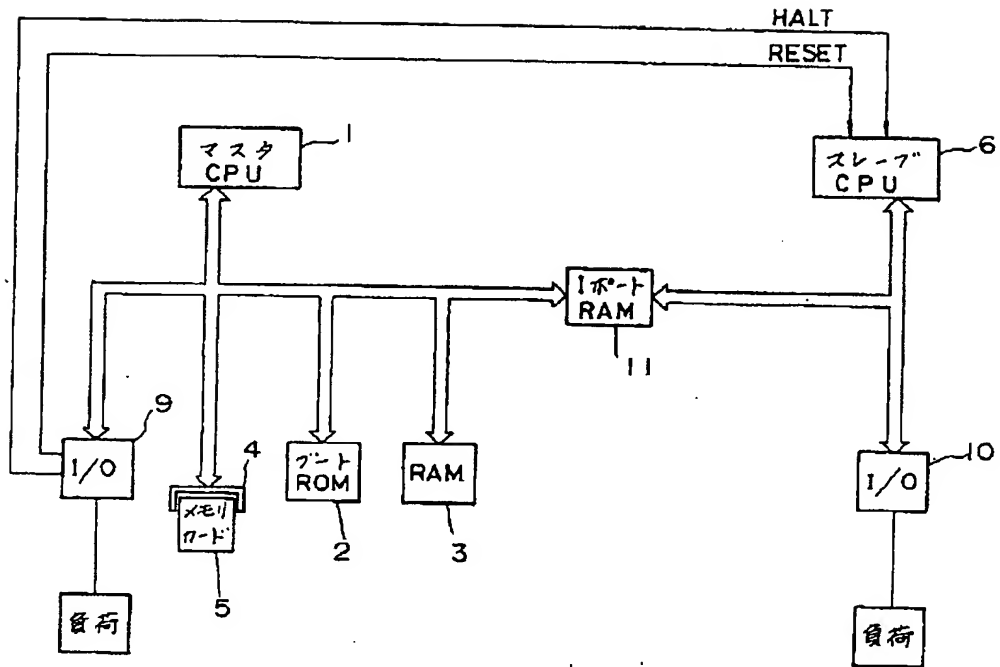 HALT
RESET
1
マスタ
CPU
6
スレーブ
CPU
Iポート
RAM
11
9
I/O
4
メモリ
カード
5
ブート
ROM
2
RAM
3
10
I/O
負荷
負荷